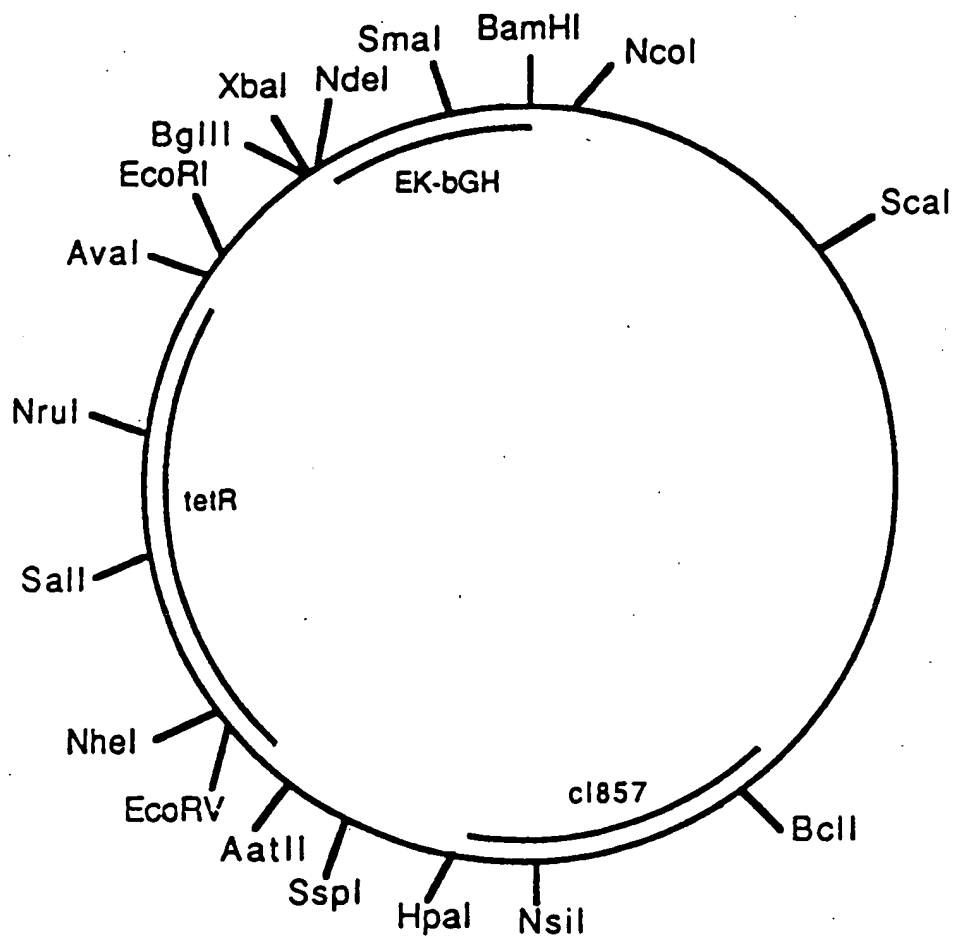 BamHI
SmaI
NcoI
NdeI
XbaI
BglII
EcoRI
EK-bGH
ScaI
AvaI
NruI
tetR
SalI
NheI
cI857
EcoRV
BclI
AatII
SspI
HpaI
NsiI